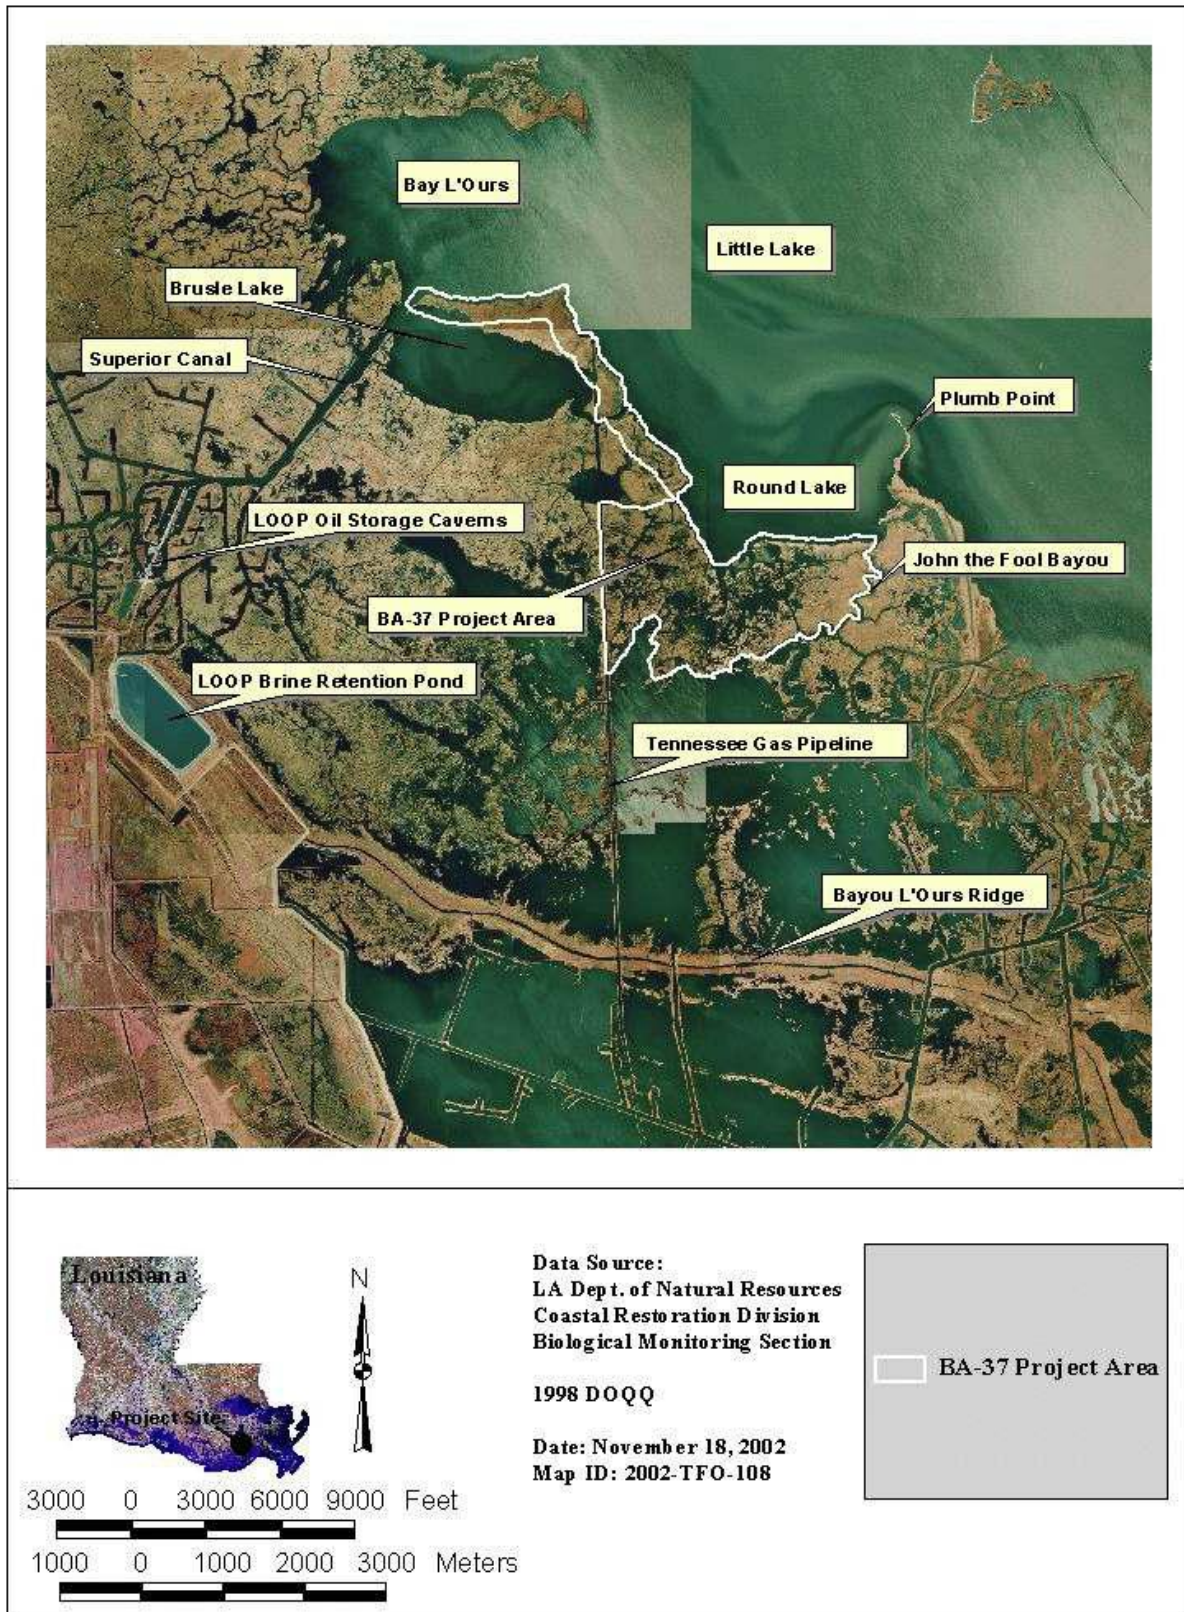 Bay L'Ours
Little Lake
Brusle Lake
Superior Canal
Plumb Point
Round Lake
LOOP Oil Storage Caverns
John the Fool Bayou
BA-37 Project Area
LOOP Brine Retention Pond
Tennessee Gas Pipeline
Bayou L'Ours Ridge
Louisiana
Project Site
N
3000 0 3000 6000 9000 Feet
1000 0 1000 2000 3000 Meters
Data Source:
LA Dept. of Natural Resources
Coastal Restoration Division
Biological Monitoring Section
1998 DOQQ
Date: November 18, 2002
Map ID: 2002-TFO-108
BA-37 Project Area